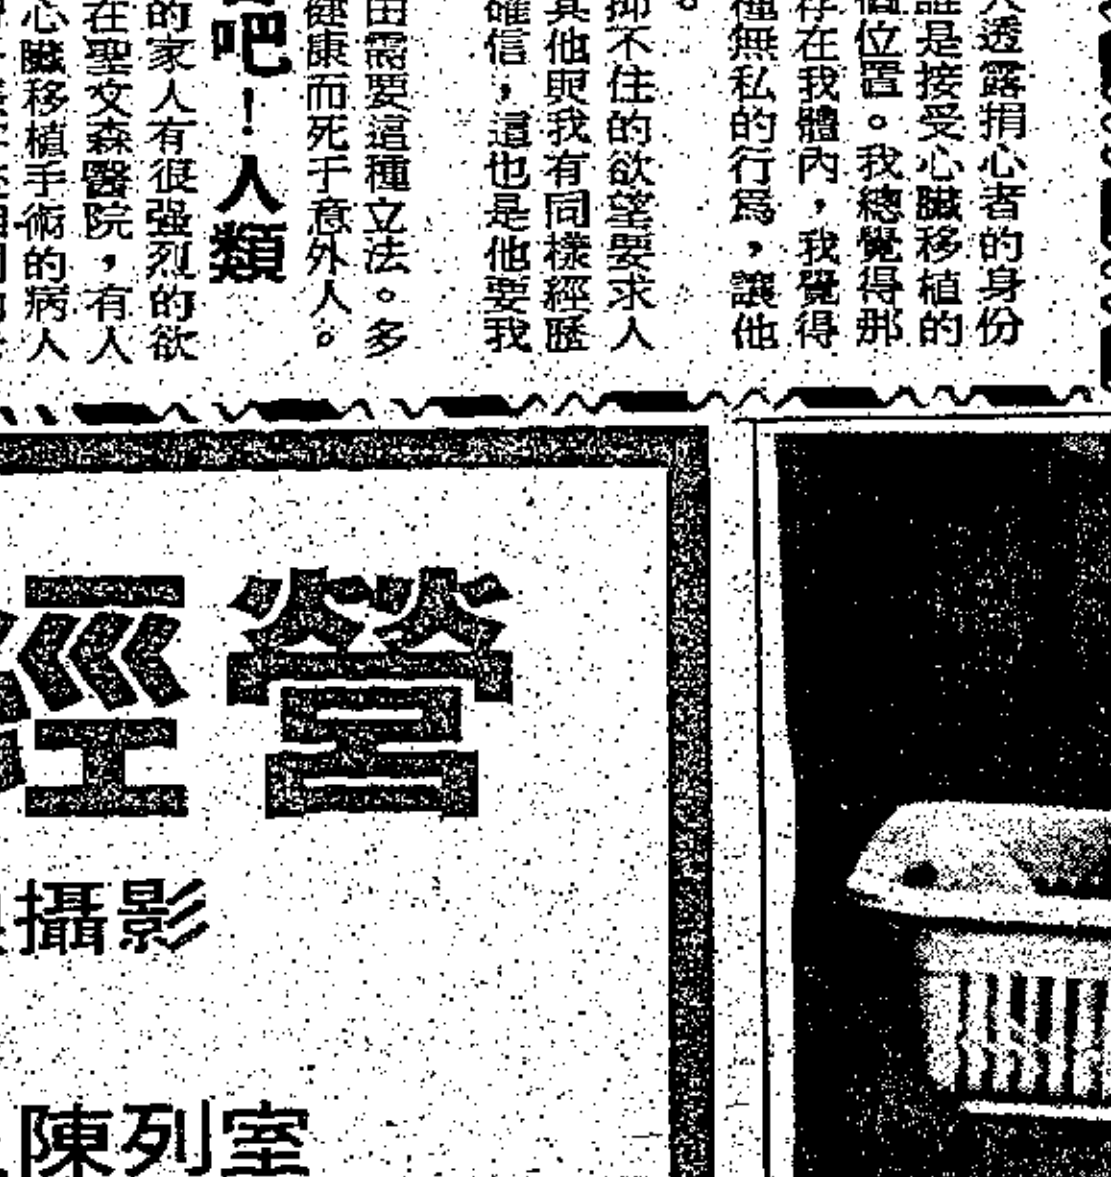 透露捐心者的身份
誰是接受心臟移植的
個位置。我總覺得那
存在我體內，我覺得
種無私的行爲，讓他
。
抑不住的欲望要求人
其他與我有同樣經歷
確信，這也是他要我
田需要這種立法。多
健康而死于意外人。
吧！人類
的家人有很强烈的欲
在聖文森醫院，有人
心臟移植手術的病人
經營
攝影
陳列室